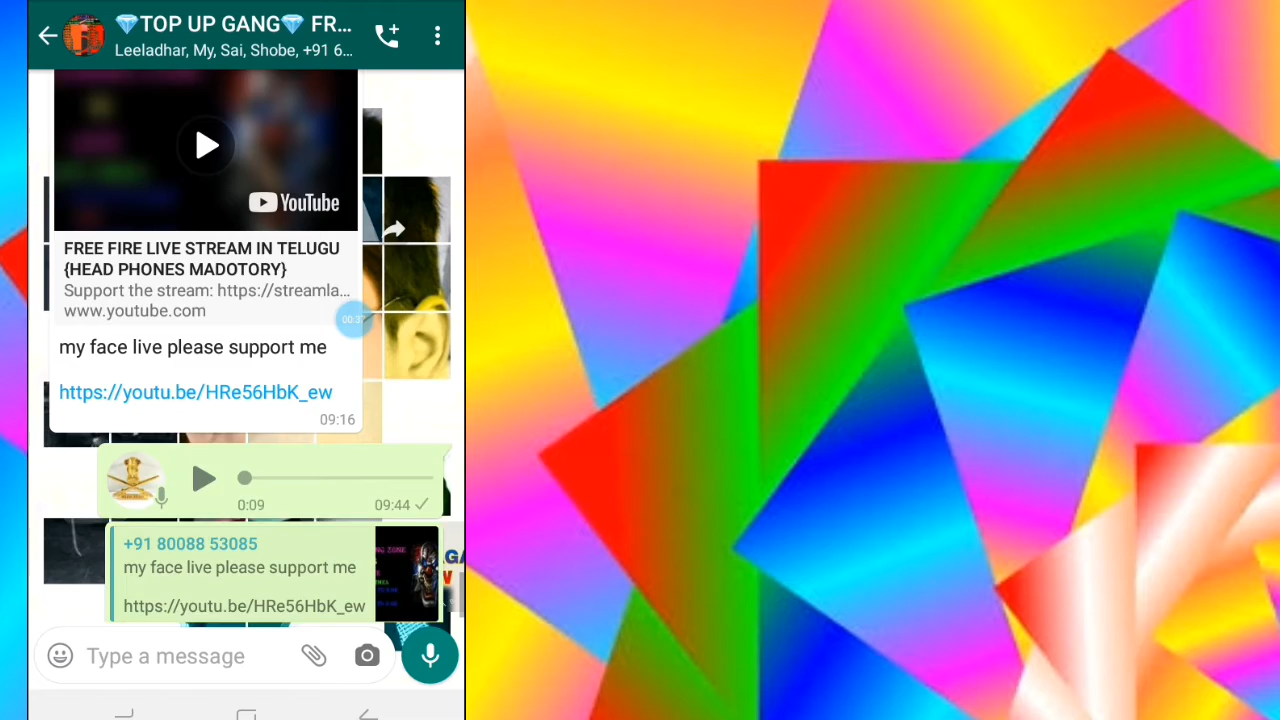 💎TOP UP GANG💎 FR...
Leeladhar, My, Sai, Shobe, +91 6...
YouTube
FREE FIRE LIVE STREAM IN TELUGU
{HEAD PHONES MADOTORY}
Support the stream: https://streamla...
www.youtube.com
my face live please support me
https://youtu.be/HRe56HbK_ew
09:16
0:09
09:44
+91 80088 53085
my face live please support me
https://youtu.be/HRe56HbK_ew
Type a message